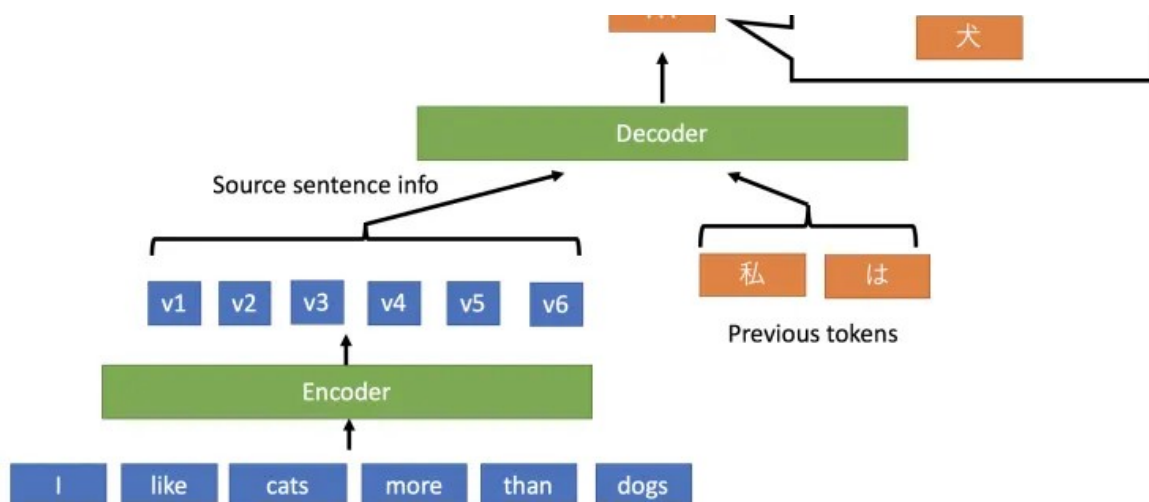 犬
Decoder
Source sentence info
私 は
v1 v2 v3 v4 v5 v6
Previous tokens
Encoder
I like cats more than dogs